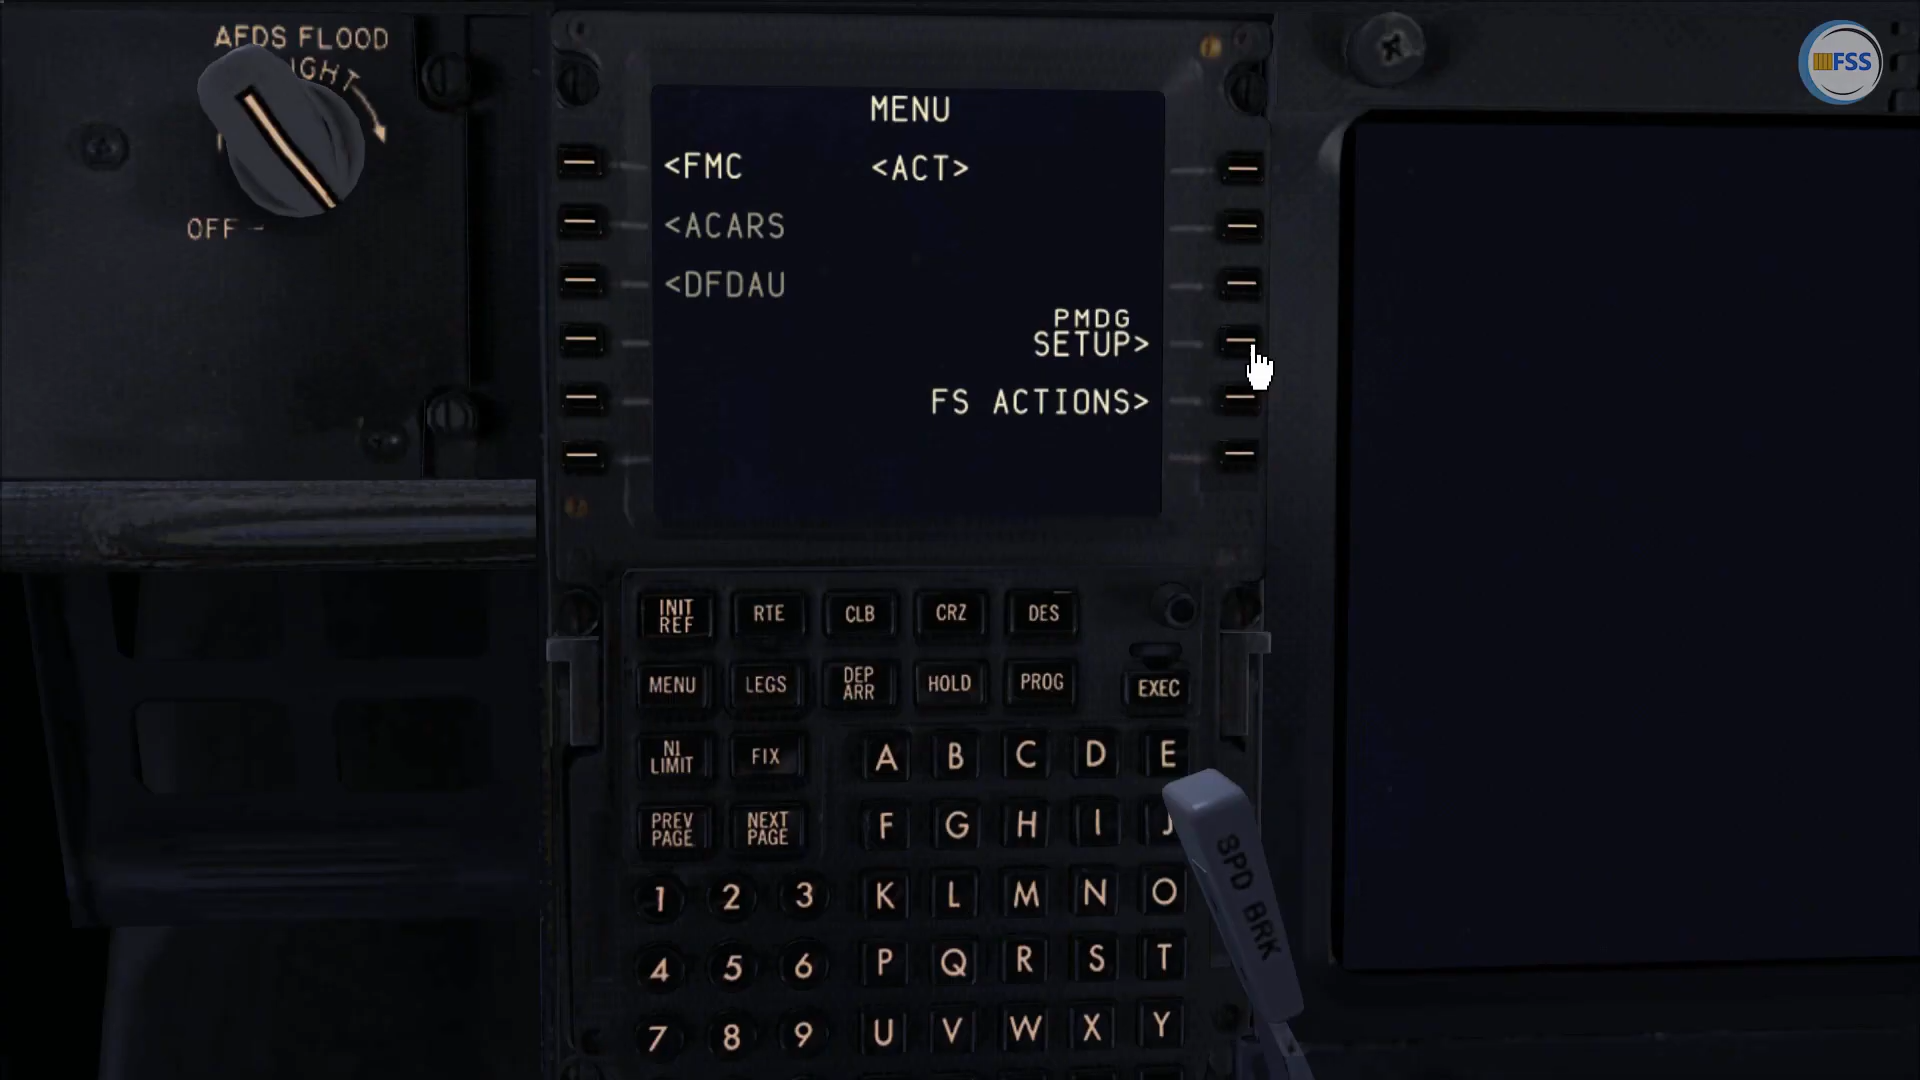 AFDS FLOOD
FSS
MENU
<FMC <ACT>
<ACARS
<DFDAU
PMDG
SETUP>
FS ACTIONS>
OFF
INIT
REF
RTE
CLB
CRZ
DES
MENU
LEGS
DEP
ARR
HOLD
PROG
EXEC
N1
LIMIT
FIX
A B C D E
PREV
PAGE
NEXT
PAGE
F G H I J
1 2 3 K L M N O
4 5 6 P Q R S T
7 8 9 U V W X Y
SPD BRK